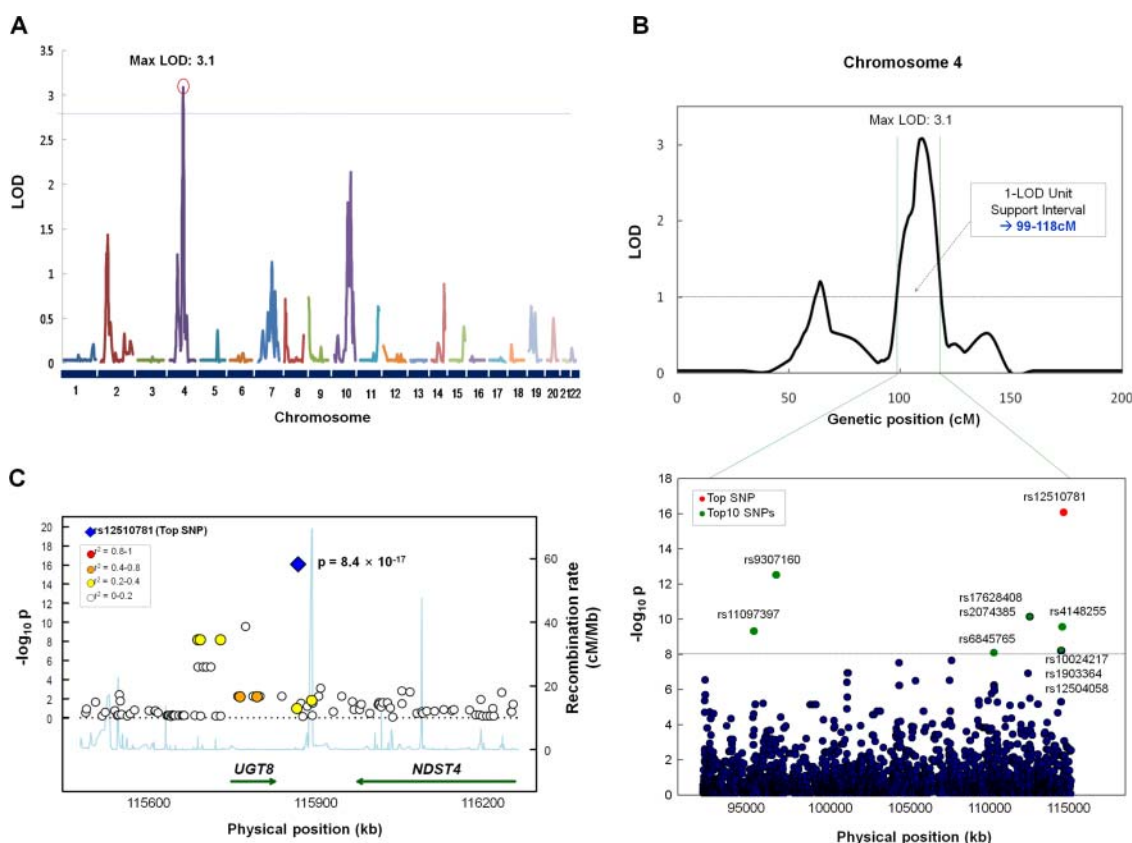 A
Max LOD: 3.1
3.5
3
2.5
2
1.5
1
0.5
0
LOD
1 2 3 4 5 6 7 8 9 10 11 12 13 14 15 16 17 18 19 20 21 22
Chromosome
B
Chromosome 4
Max LOD: 3.1
3
2
1
0
LOD
1-LOD Unit
Support Interval
→ 99-118cM
0 50 100 150 200
Genetic position (cM)
18
16
14
12
10
8
6
4
2
0
-log10 p
Top SNP
Top10 SNPs
rs12510781
rs9307160
rs11097397
rs17628408
rs2074385
rs4148255
rs6845765
rs10024217
rs1903364
rs12504058
95000 100000 105000 110000 115000
Physical position (kb)
C
20
18
16
14
12
10
8
6
4
2
0
-log10 p
rs12510781 (Top SNP)
r² = 0.8-1
r² = 0.4-0.8
r² = 0.2-0.4
r² = 0-0.2
p = 8.4 × 10⁻¹⁷
60
40
20
0
Recombination rate
(cM/Mb)
UGT8 NDST4
115600 115900 116200
Physical position (kb)